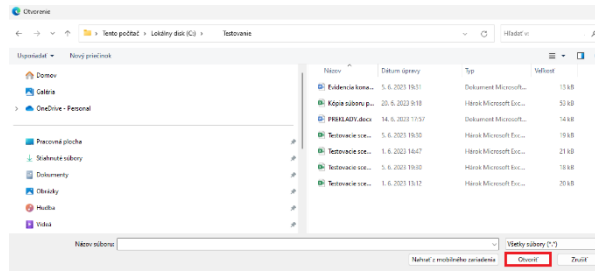 Otvorenie
Tento počítač > Lokálny disk (C:) > Testovanie
Hľadať v:
Usporiadať Nový priečinok
Názov Dátum úpravy Typ Veľkosť
Domov
Galéria
OneDrive - Personal
Pracovná plocha
Stiahnuté súbory
Dokumenty
Obrázky
Hudba
Videá
Evidencia kona... 5. 6. 2023 19:51 Dokument Microsoft... 13 kB
Kópia súboru p... 20. 6. 2023 9:18 Hárok Microsoft Exc... 53 kB
PREKLADY.docx 14. 6. 2023 17:57 Dokument Microsoft... 14 kB
Testovacie sce... 5. 6. 2023 19:30 Hárok Microsoft Exc... 19 kB
Testovacie sce... 1. 6. 2023 14:47 Hárok Microsoft Exc... 21 kB
Testovacie sce... 5. 6. 2023 19:30 Hárok Microsoft Exc... 18 kB
Testovacie sce... 1. 6. 2023 15:12 Hárok Microsoft Exc... 20 kB
Názov súboru: Všetky súbory (*.*)
Nahrať z mobilného zariadenia Otvoriť Zrušiť